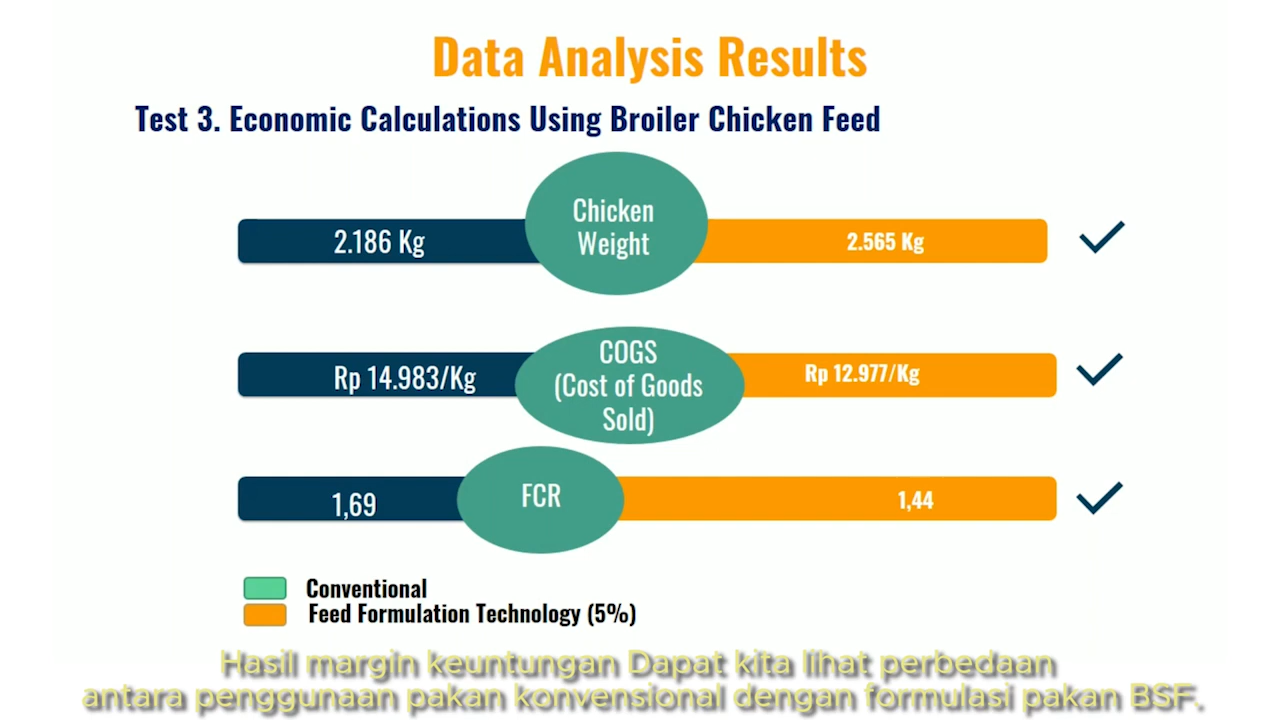 Data Analysis Results
Test 3. Economic Calculations Using Broiler Chicken Feed
2.186 Kg
Chicken
Weight
2.565 Kg
Rp 14.983/Kg
COGS
(Cost of Goods
Sold)
Rp 12.977/Kg
1,69
FCR
1,44
Conventional
Feed Formulation Technology (5%)
Hasil margin keuntungan Dapat kita lihat perbedaan
antara penggunaan pakan konvensional dengan formulasi pakan BSF.